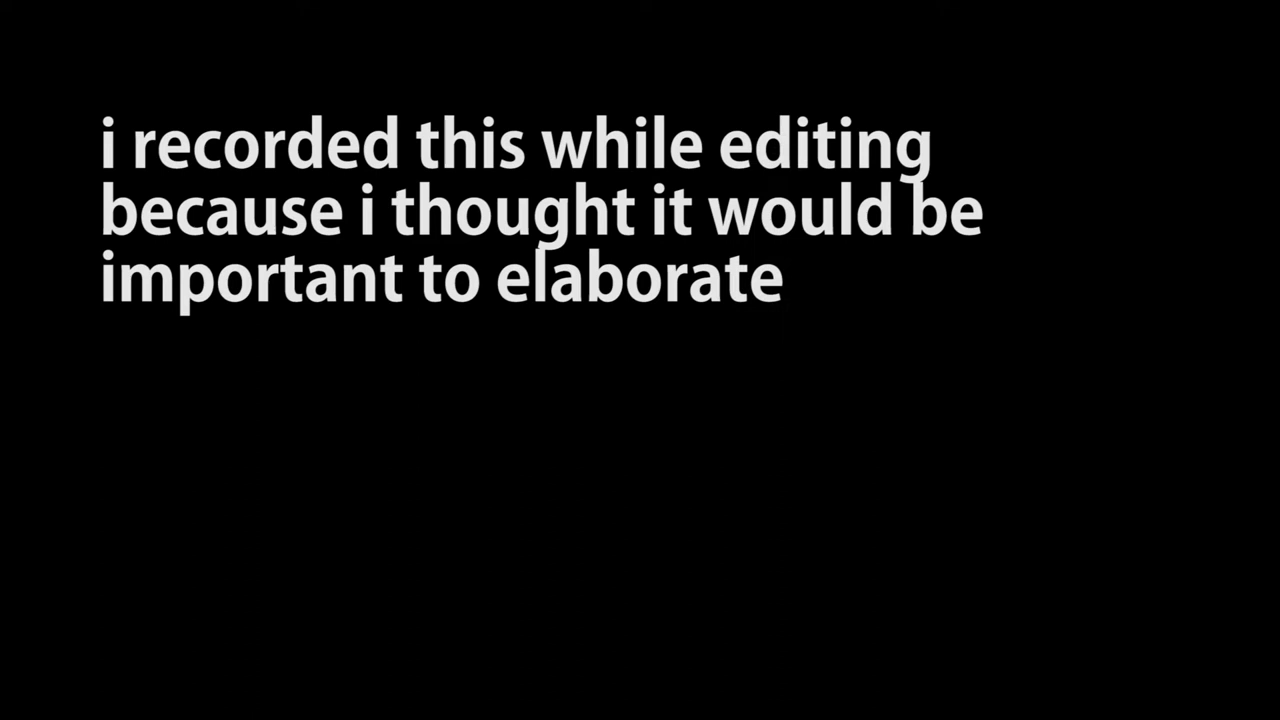 i recorded this while editing
because i thought it would be
important to elaborate